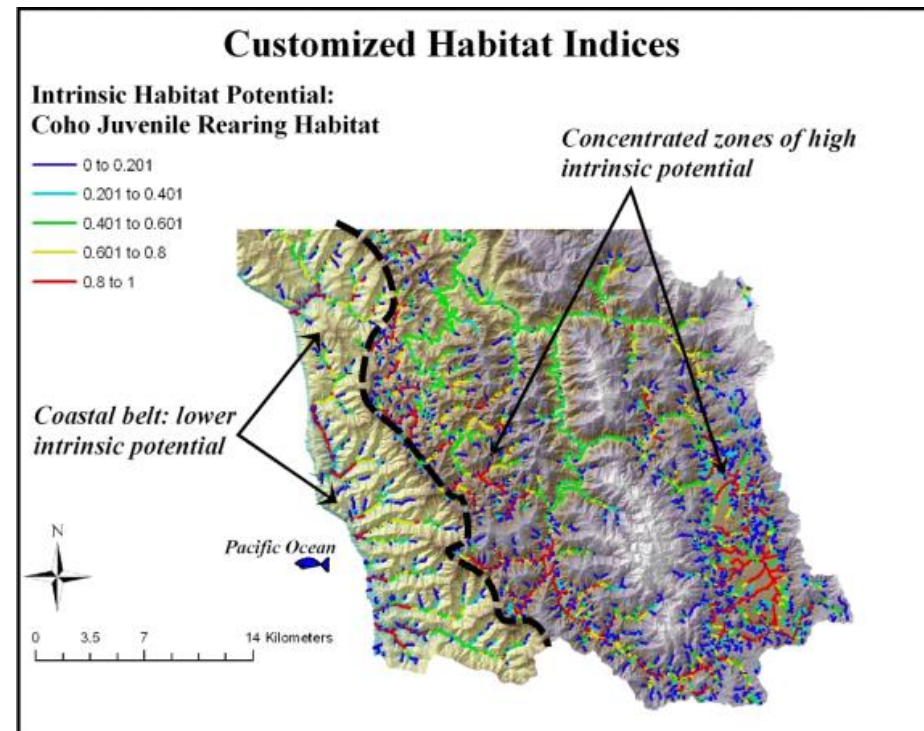 Customized Habitat Indices
Intrinsic Habitat Potential:
Coho Juvenile Rearing Habitat
0 to 0.201
0.201 to 0.401
0.401 to 0.601
0.601 to 0.8
0.8 to 1
Concentrated zones of high
intrinsic potential
Coastal belt: lower
intrinsic potential
N
Pacific Ocean
0 3.5 7 14 Kilometers